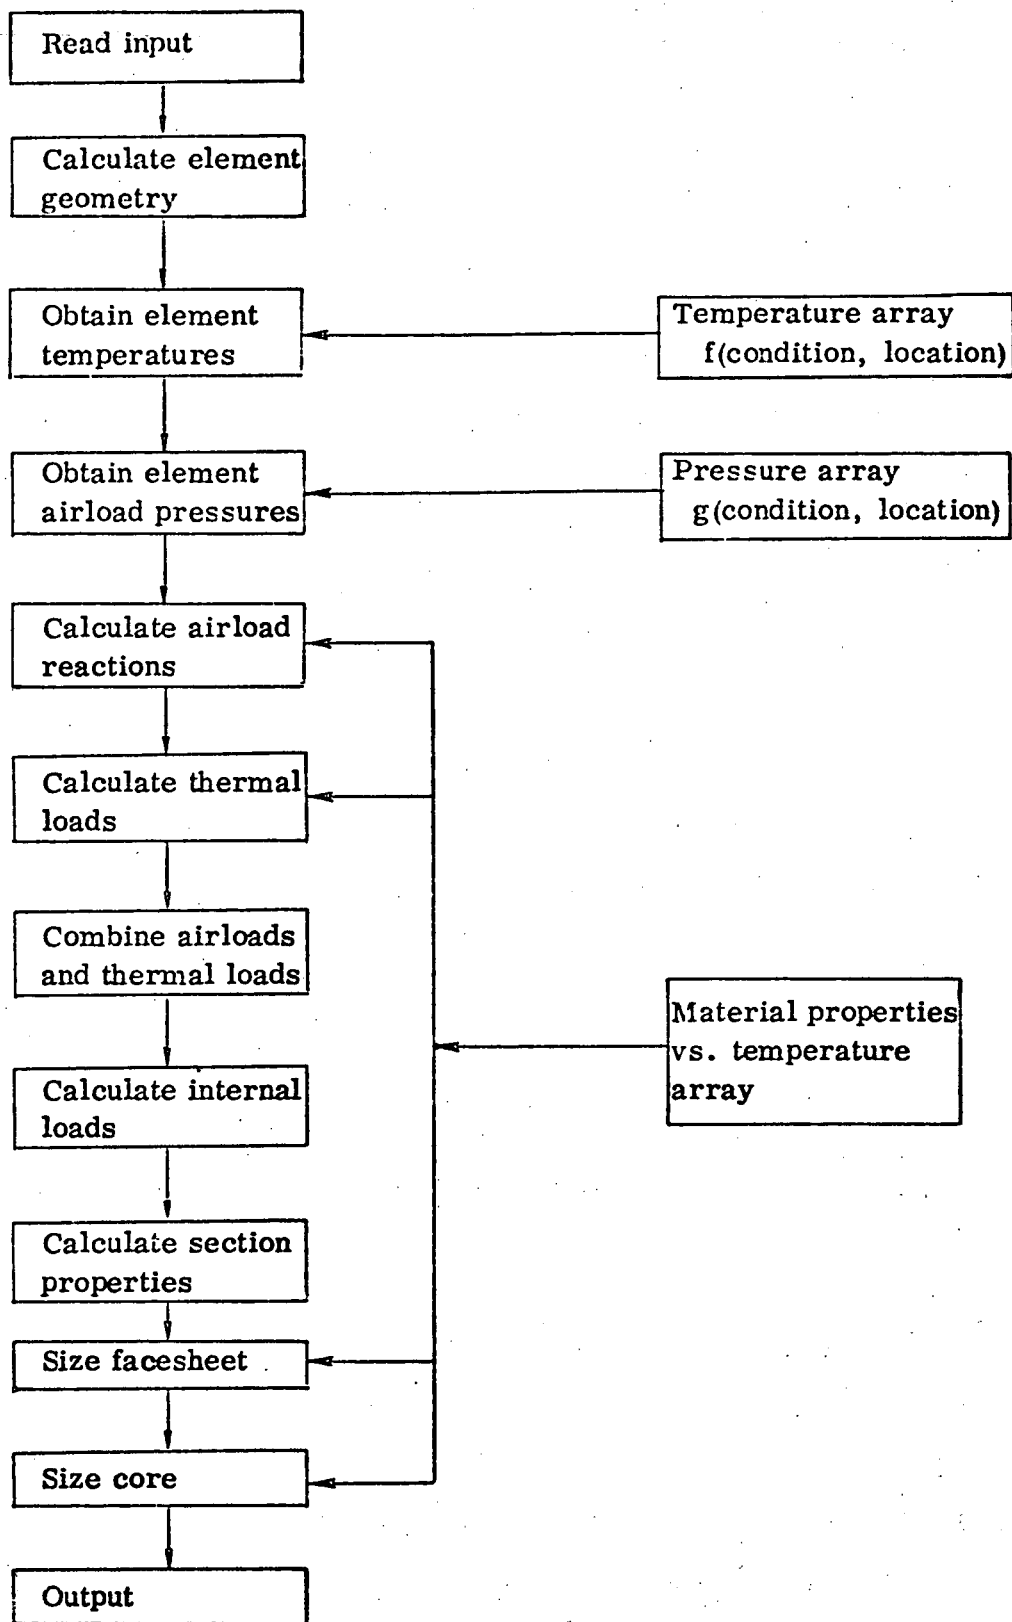 Read input
Calculate element
geometry
Obtain element
temperatures
Temperature array
f(condition, location)
Obtain element
airload pressures
Pressure array
g(condition, location)
Calculate airload
reactions
Calculate thermal
loads
Combine airloads
and thermal loads
Material properties
vs. temperature
array
Calculate internal
loads
Calculate section
properties
Size facesheet
Size core
Output